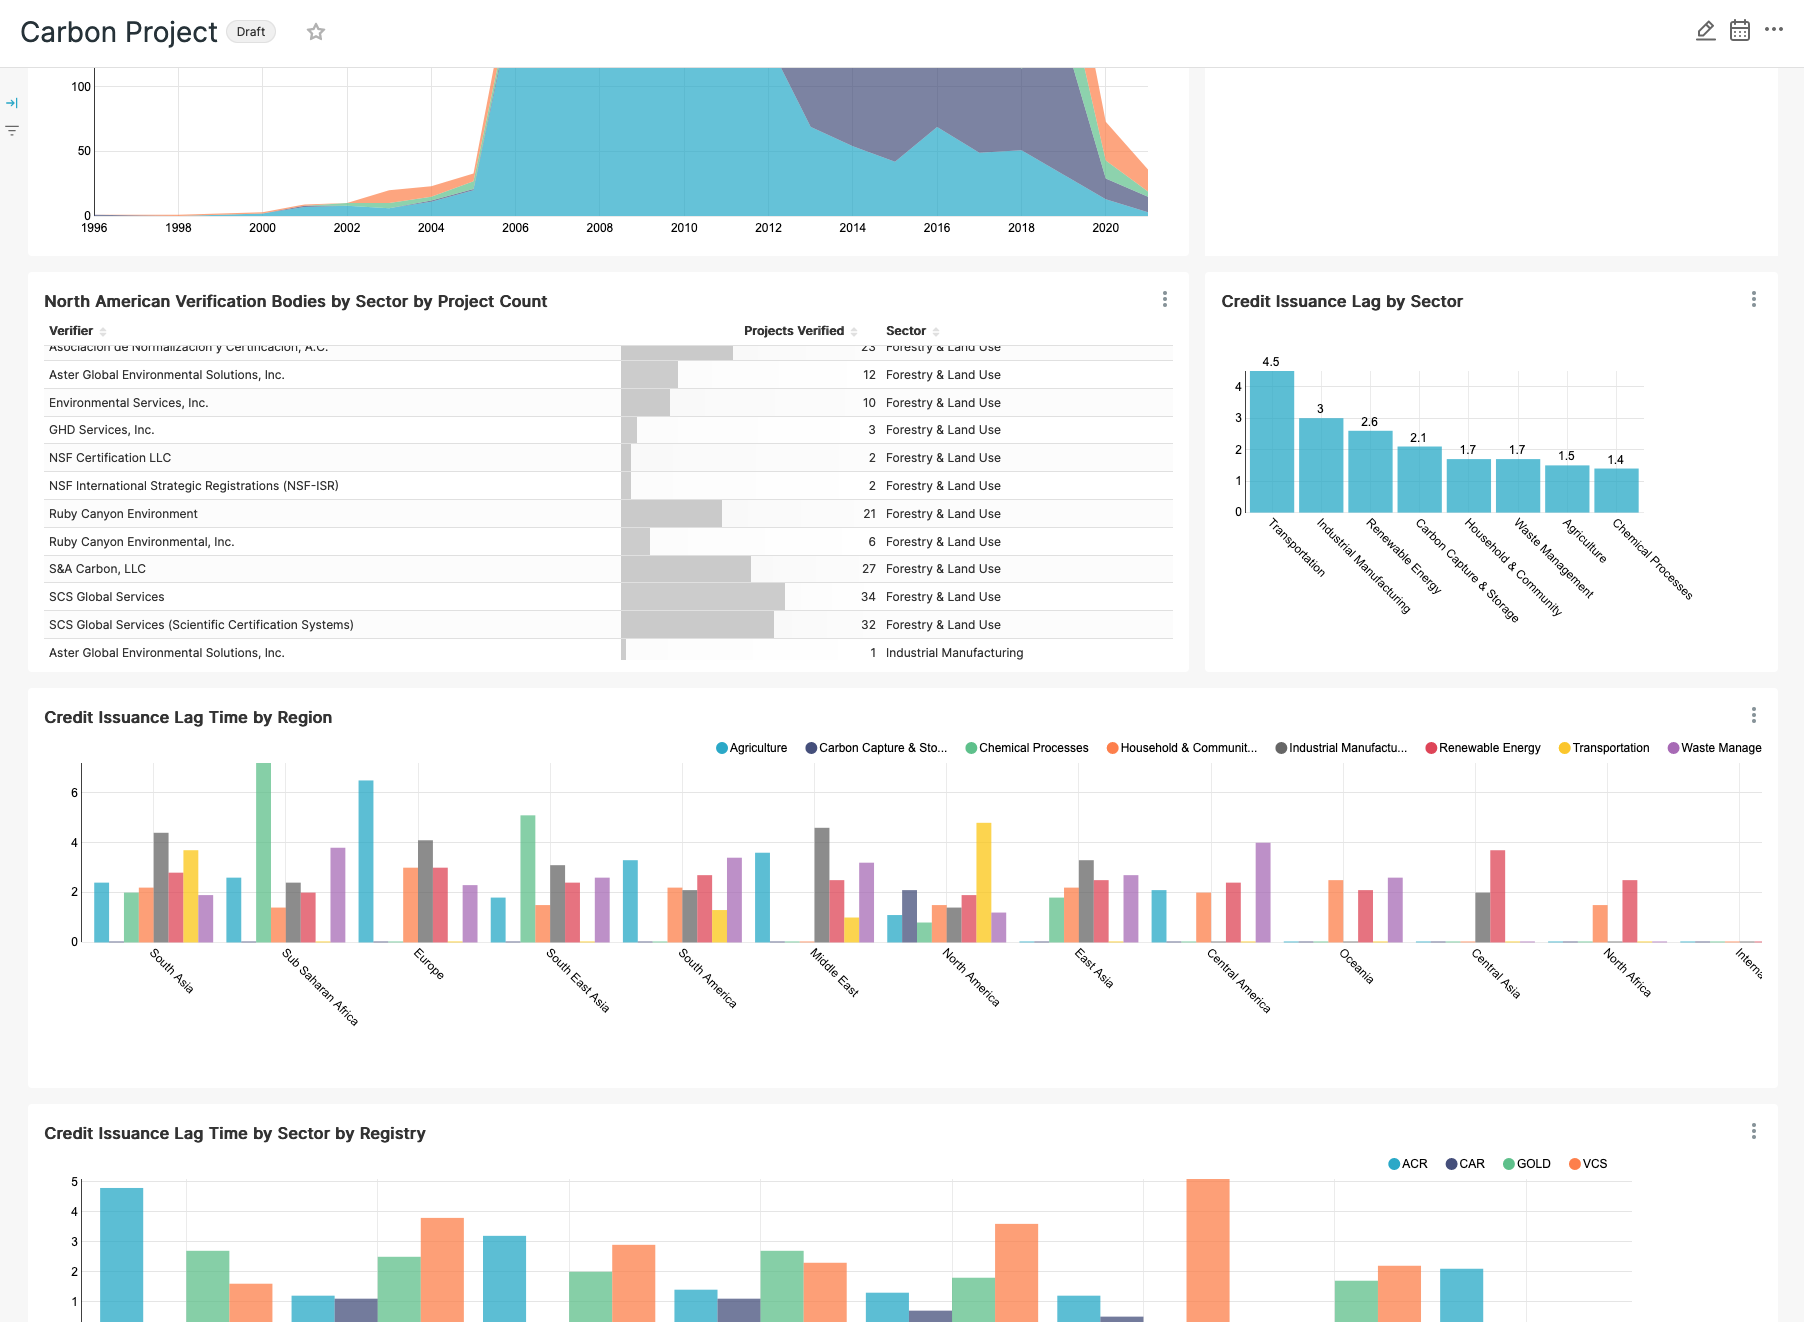 Carbon Project Draft
100
50
0
1996 1998 2000 2002 2004 2006 2008 2010 2012 2014 2016 2018 2020
North American Verification Bodies by Sector by Project Count
Verifier Projects Verified Sector
Asociacion de Normalizacion y Certificacion, A.C. 23 Forestry & Land Use
Aster Global Environmental Solutions, Inc. 12 Forestry & Land Use
Environmental Services, Inc. 10 Forestry & Land Use
GHD Services, Inc. 3 Forestry & Land Use
NSF Certification LLC 2 Forestry & Land Use
NSF International Strategic Registrations (NSF-ISR) 2 Forestry & Land Use
Ruby Canyon Environment 21 Forestry & Land Use
Ruby Canyon Environmental, Inc. 6 Forestry & Land Use
S&A Carbon, LLC 27 Forestry & Land Use
SCS Global Services 34 Forestry & Land Use
SCS Global Services (Scientific Certification Systems) 32 Forestry & Land Use
Aster Global Environmental Solutions, Inc. 1 Industrial Manufacturing
Credit Issuance Lag by Sector
4.5
3
2.6
2.1
1.7
1.7
1.5
1.4
4
3
2
1
0
Transportation
Industrial Manufacturing
Renewable Energy
Carbon Capture & Storage
Household & Community
Waste Management
Agriculture
Chemical Processes
Credit Issuance Lag Time by Region
Agriculture Carbon Capture & Sto... Chemical Processes Household & Communit... Industrial Manufactu... Renewable Energy Transportation Waste Manage
6
4
2
0
South Asia
Sub Saharan Africa
Europe
South East Asia
South America
Middle East
North America
East Asia
Central America
Oceania
Central Asia
North Africa
Interna
Credit Issuance Lag Time by Sector by Registry
ACR CAR GOLD VCS
5
4
3
2
1